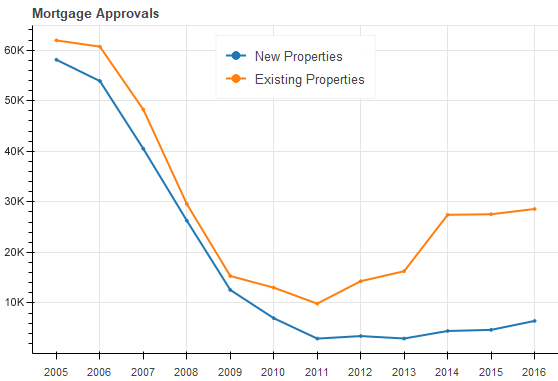 Mortgage Approvals
New Properties
Existing Properties
60K
50K
40K
30K
20K
10K
2005 2006 2007 2008 2009 2010 2011 2012 2013 2014 2015 2016